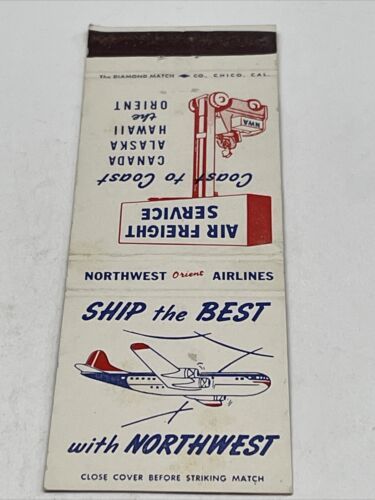 The DIAMOND MATCH CO., CHICO, CAL.
Coast to Coast
CANADA
ALASKA
HAWAII
the
ORIENT
NWA
AIR FREIGHT
SERVICE
NORTHWEST Orient AIRLINES
SHIP the BEST
with NORTHWEST
CLOSE COVER BEFORE STRIKING MATCH